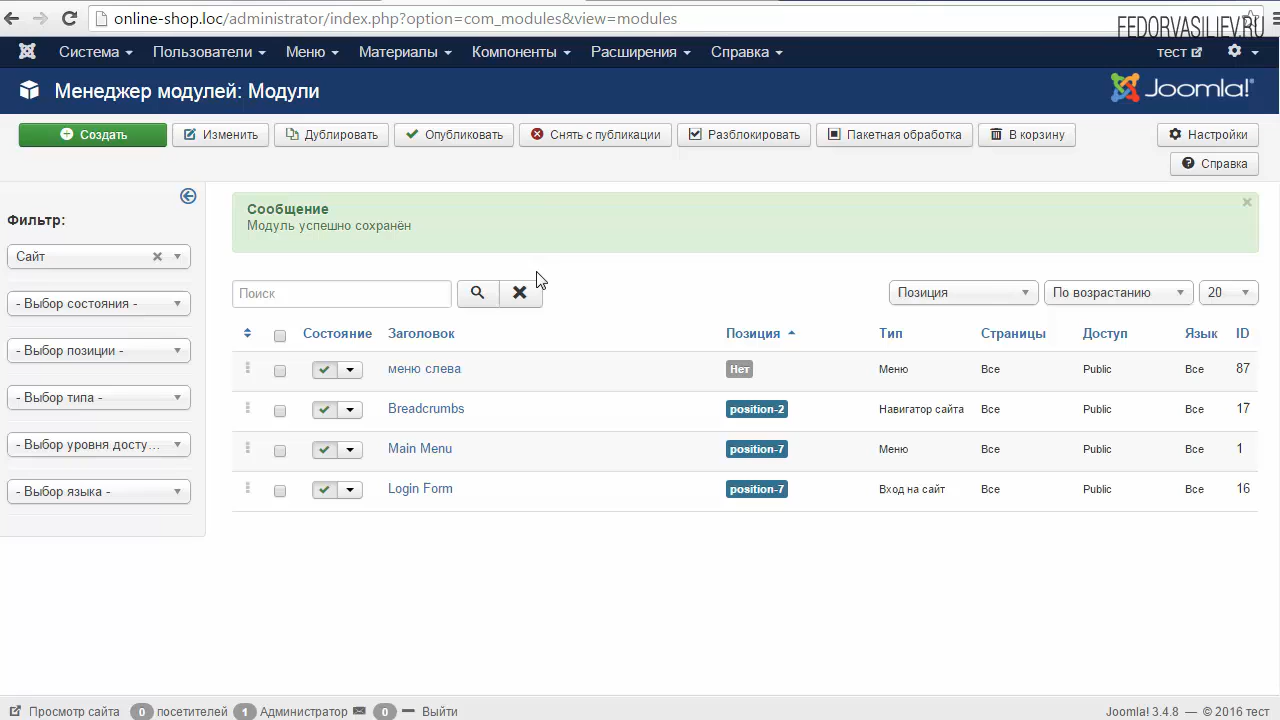 online-shop.loc/administrator/index.php?option=com_modules&view=modules
FEDORVASILIEV.RU
Система Пользователи Меню Материалы Компоненты Расширения Справка тест
Менеджер модулей: Модули
Joomla!®
Создать Изменить Дублировать Опубликовать Снять с публикации Разблокировать Пакетная обработка В корзину Настройки
Справка
Фильтр:
Сайт
- Выбор состояния -
- Выбор позиции -
- Выбор типа -
- Выбор уровня досту…
- Выбор языка -
Сообщение
Модуль успешно сохранён
Поиск Позиция По возрастанию 20
Состояние Заголовок Позиция Тип Страницы Доступ Язык ID
меню слева Нет Меню Все Public Все 87
Breadcrumbs position-2 Навигатор сайта Все Public Все 17
Main Menu position-7 Меню Все Public Все 1
Login Form position-7 Вход на сайт Все Public Все 16
Просмотр сайта 0 посетителей 1 Администратор 0 Выйти Joomla! 3.4.8 — © 2016 тест